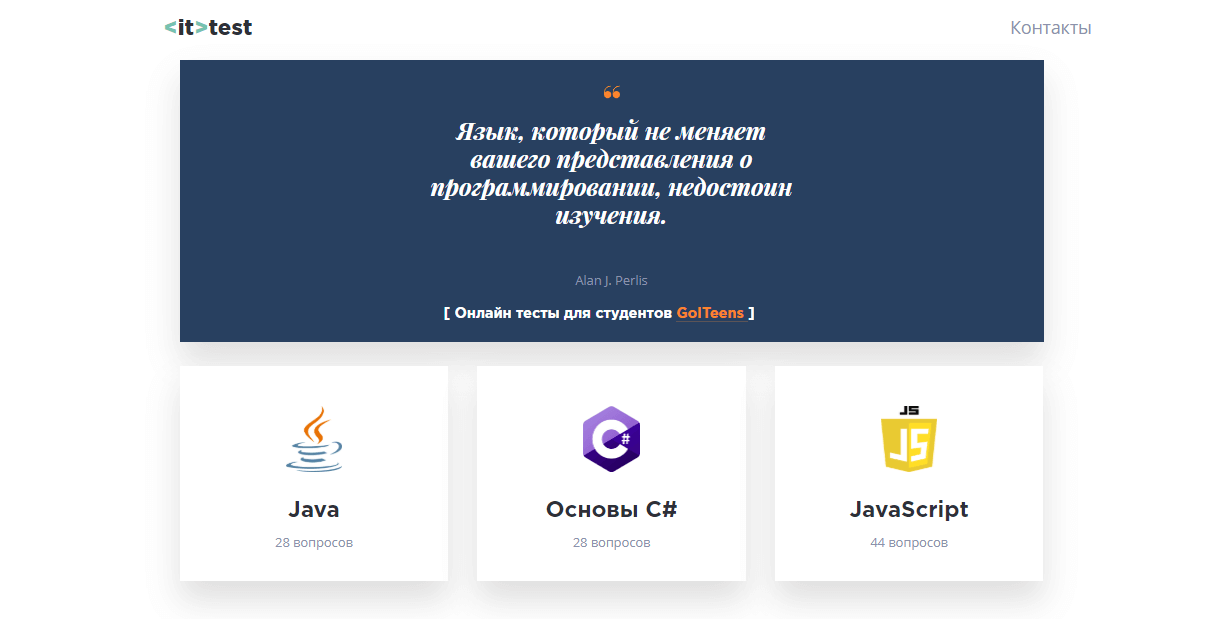 <it>test
Контакты
“
Язык, который не меняет
вашего представления о
программировании, недостоин
изучения.
Alan J. Perlis
[ Онлайн тесты для студентов GoITeens ]
C#
JS
JS
Java
Основы C#
JavaScript
28 вопросов
28 вопросов
44 вопросов